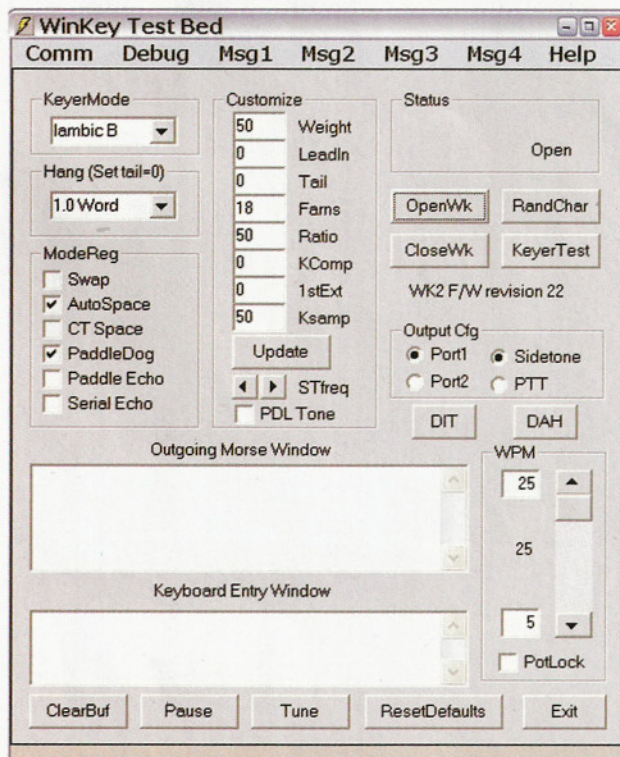 WinKey Test Bed
Comm Debug Msg1 Msg2 Msg3 Msg4 Help
KeyerMode
Iambic B
Hang (Set tail=0)
1.0 Word
ModeReg
Swap
AutoSpace
CT Space
PaddleDog
Paddle Echo
Serial Echo
Customize
50 Weight
0 LeadIn
0 Tail
18 Farns
50 Ratio
0 KComp
0 1stExt
50 Ksamp
Update
STfreq
PDL Tone
Status
Open
OpenWk RandChar
CloseWk KeyerTest
WK2 F/W revision 22
Output Cfg
Port1 Sidetone
Port2 PTT
DIT DAH
Outgoing Morse Window
WPM
25
25
5
PotLock
Keyboard Entry Window
ClearBuf Pause Tune ResetDefaults Exit